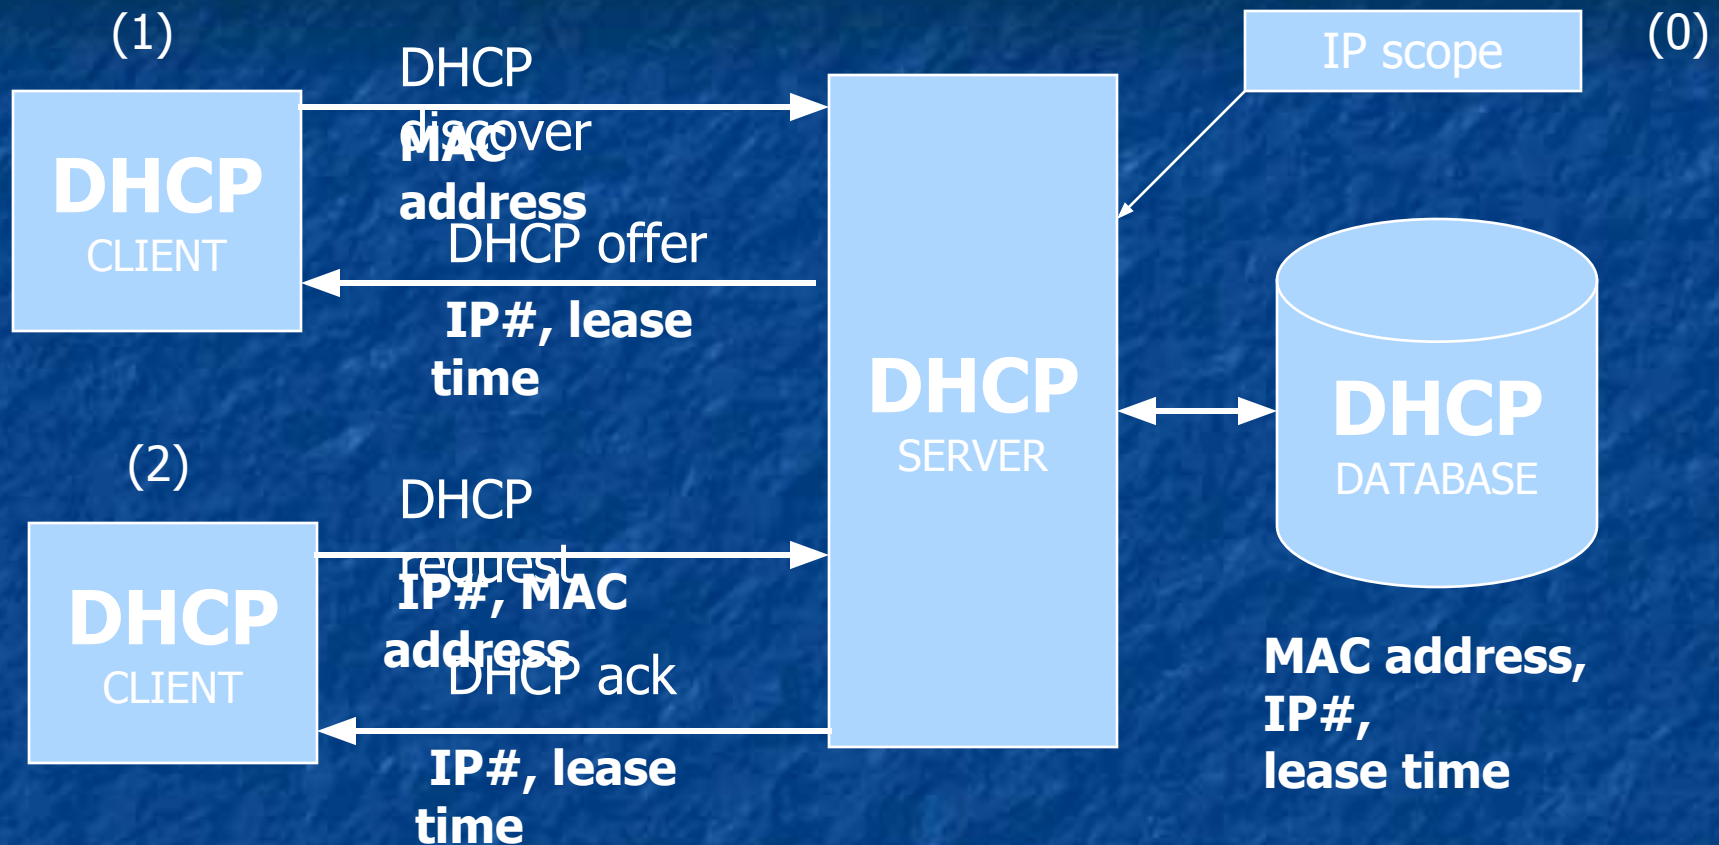 (1)
DHCP
discover
MAC
address
DHCP
CLIENT
DHCP offer
IP#, lease
time
(2)
DHCP
request
IP#, MAC
address
DHCP
CLIENT
DHCP ack
IP#, lease
time
DHCP
SERVER
IP scope
(0)
DHCP
DATABASE
MAC address,
IP#,
lease time